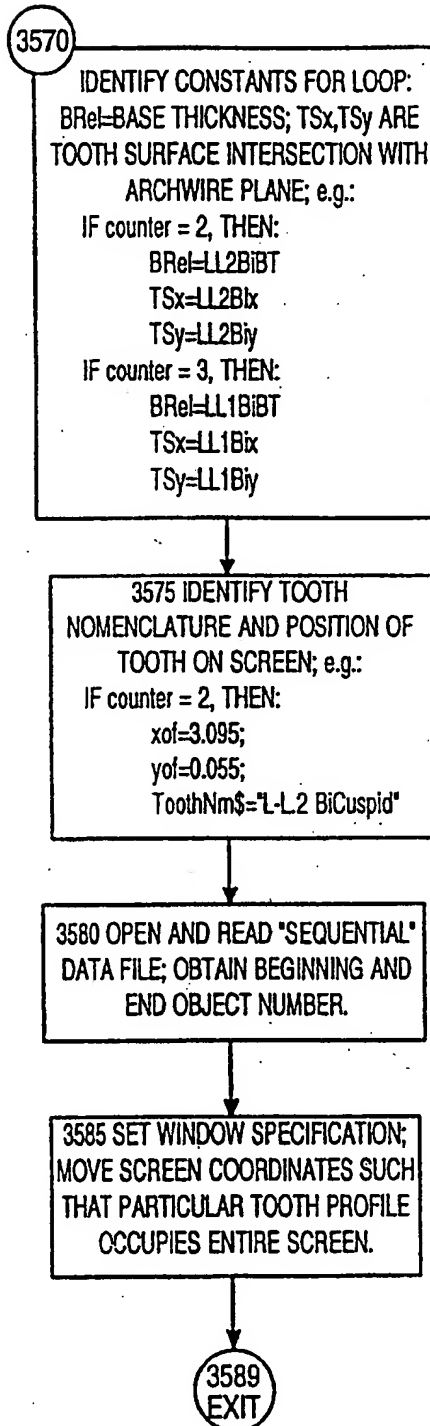 3570
IDENTIFY CONSTANTS FOR LOOP:
BRel=BASE THICKNESS; TSx,TSy ARE
TOOTH SURFACE INTERSECTION WITH
ARCHWIRE PLANE; e.g.:
IF counter = 2, THEN:
BRel=LL2BiBT
TSx=LL2BIx
TSy=LL2Biy
IF counter = 3, THEN:
BRel=LL1BiBT
TSx=LL1Bix
TSy=LL1Biy
3575 IDENTIFY TOOTH
NOMENCLATURE AND POSITION OF
TOOTH ON SCREEN; e.g.:
IF counter = 2, THEN:
xof=3.095;
yof=0.055;
ToothNm$="L-L.2 BiCuspid"
3580 OPEN AND READ "SEQUENTIAL"
DATA FILE; OBTAIN BEGINNING AND
END OBJECT NUMBER.
3585 SET WINDOW SPECIFICATION;
MOVE SCREEN COORDINATES SUCH
THAT PARTICULAR TOOTH PROFILE
OCCUPIES ENTIRE SCREEN.
3589
EXIT